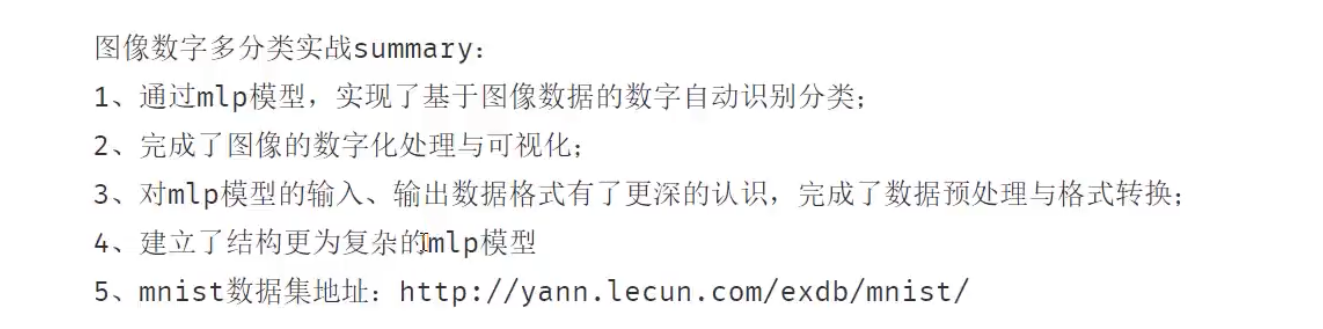 图像数字多分类实战summary:
1、通过mlp模型，实现了基于图像数据的数字自动识别分类;
2、完成了图像的数字化处理与可视化;
3、对mlp模型的输入、输出数据格式有了更深的认识，完成了数据预处理与格式转换;
4、建立了结构更为复杂的mlp模型
5、mnist数据集地址: http://yann.lecun.com/exdb/mnist/